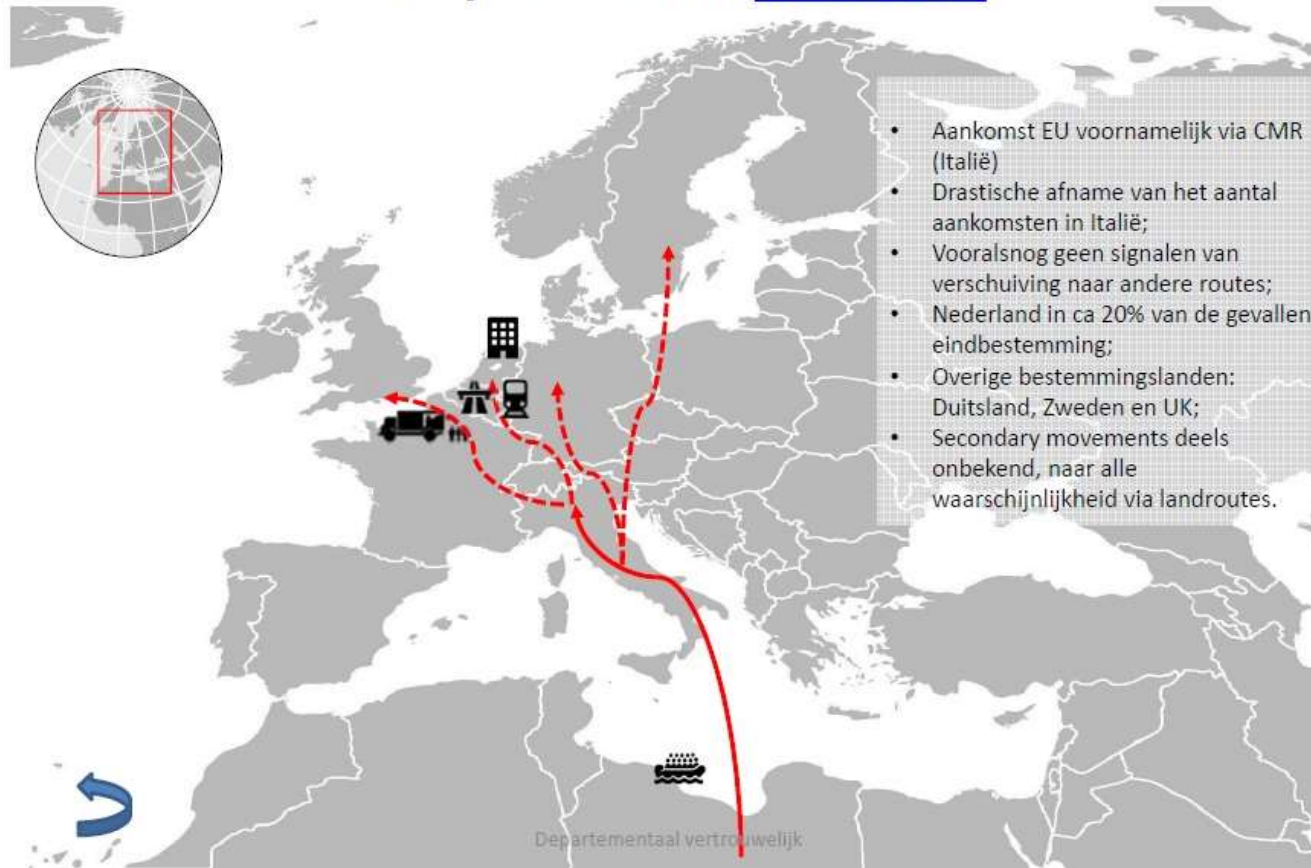 • Aankomst EU voornamelijk via CMR
(Italië)
• Drastische afname van het aantal
aankomsten in Italië;
• Vooralsnog geen signalen van
verschuiving naar andere routes;
• Nederland in ca 20% van de gevallen
eindbestemming;
• Overige bestemmingslanden:
Duitsland, Zweden en UK;
• Secondary movements deels
onbekend, naar alle
waarschijnlijkheid via landroutes.
Departementaal vertrouwelijk